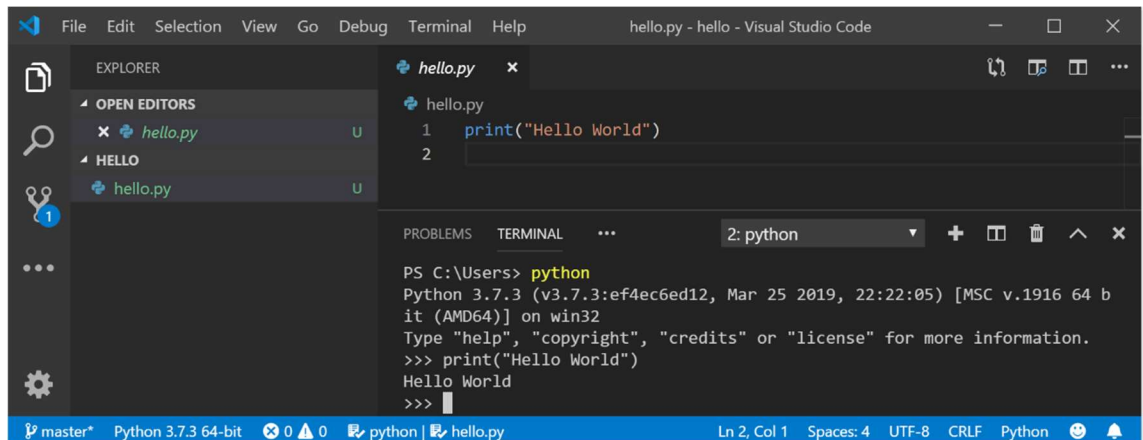 File Edit Selection View Go Debug Terminal Help hello.py - hello - Visual Studio Code
EXPLORER
OPEN EDITORS
hello.py U
HELLO
hello.py U
1
hello.py
hello.py
1 print("Hello World")
2
PROBLEMS TERMINAL ••• 2: python
PS C:\Users> python
Python 3.7.3 (v3.7.3:ef4ec6ed12, Mar 25 2019, 22:22:05) [MSC v.1916 64 b
it (AMD64)] on win32
Type "help", "copyright", "credits" or "license" for more information.
>>> print("Hello World")
Hello World
>>>
master* Python 3.7.3 64-bit 0 0 python | hello.py Ln 2, Col 1 Spaces: 4 UTF-8 CRLF Python